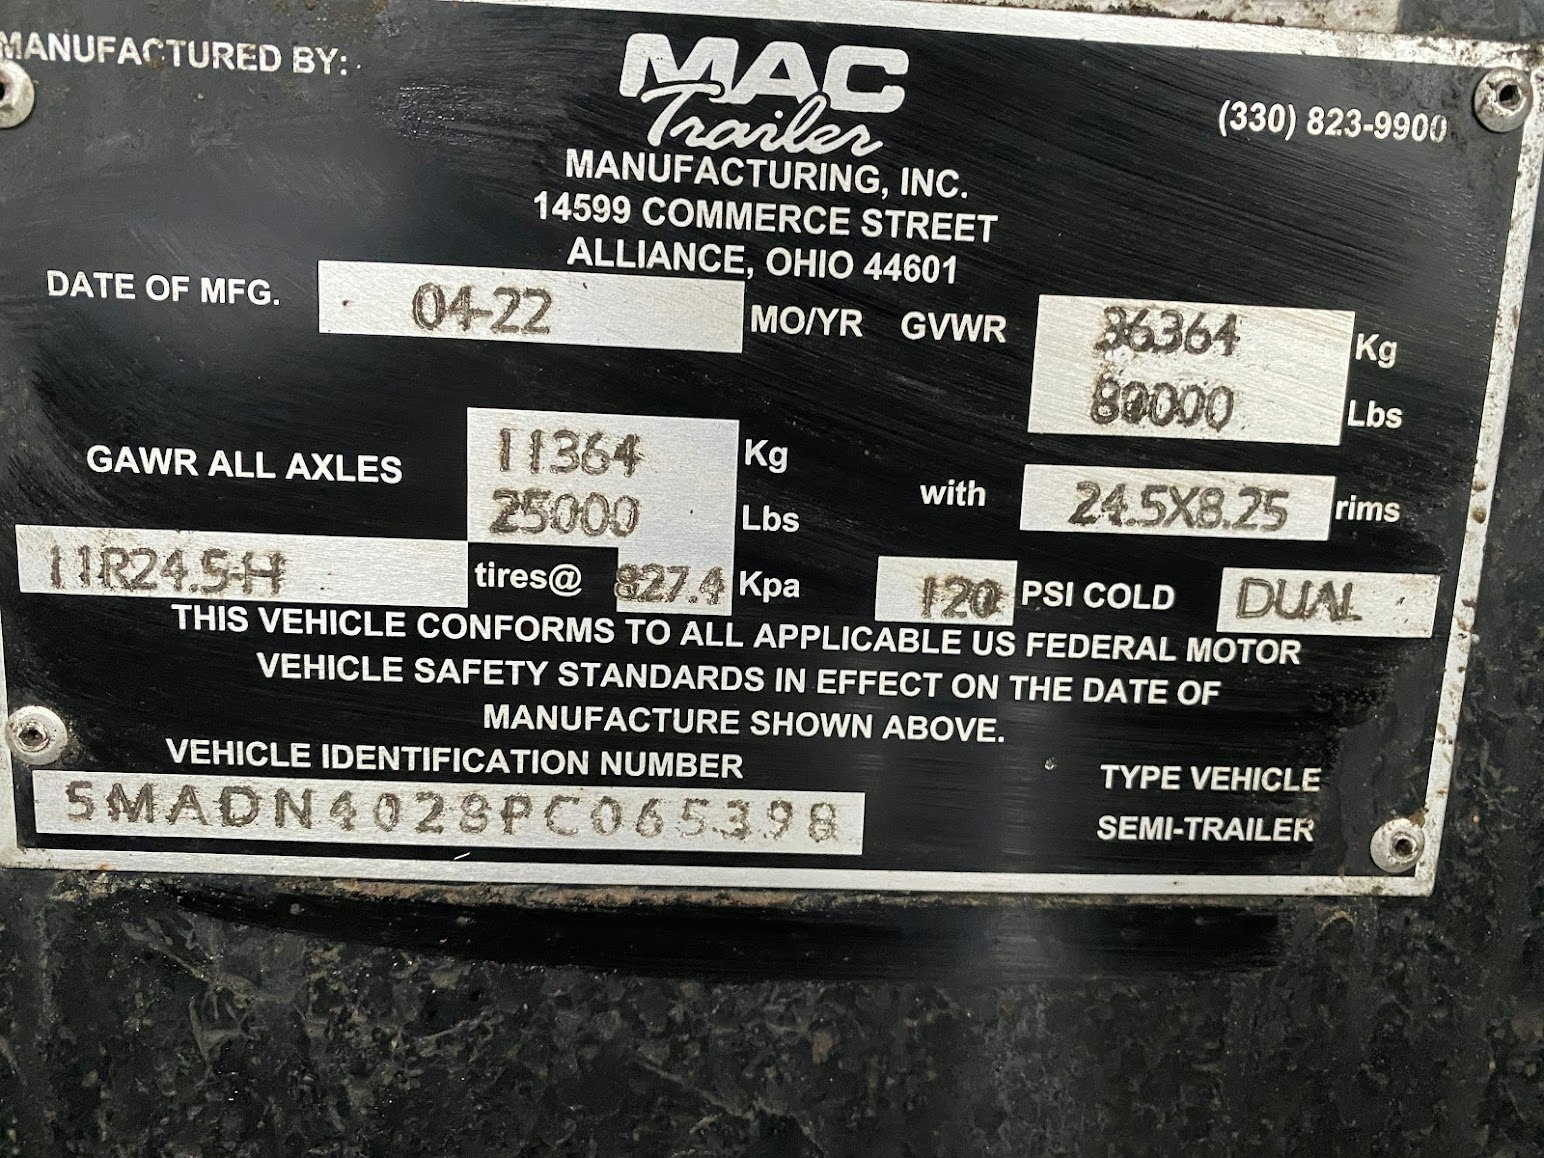 MANUFACTURED BY:
MAC
Trailer
(330) 823-9900
MANUFACTURING, INC.
14599 COMMERCE STREET
ALLIANCE, OHIO 44601
DATE OF MFG. 04-22 MO/YR GVWR 36364 Kg
80000 Lbs
GAWR ALL AXLES 11364 Kg
25000 Lbs with 24.5X8.25 rims
11R24.5-H tires@ 827.4 Kpa 120 PSI COLD DUAL
THIS VEHICLE CONFORMS TO ALL APPLICABLE US FEDERAL MOTOR
VEHICLE SAFETY STANDARDS IN EFFECT ON THE DATE OF
MANUFACTURE SHOWN ABOVE.
VEHICLE IDENTIFICATION NUMBER
5MADN4028PC065398
TYPE VEHICLE
SEMI-TRAILER